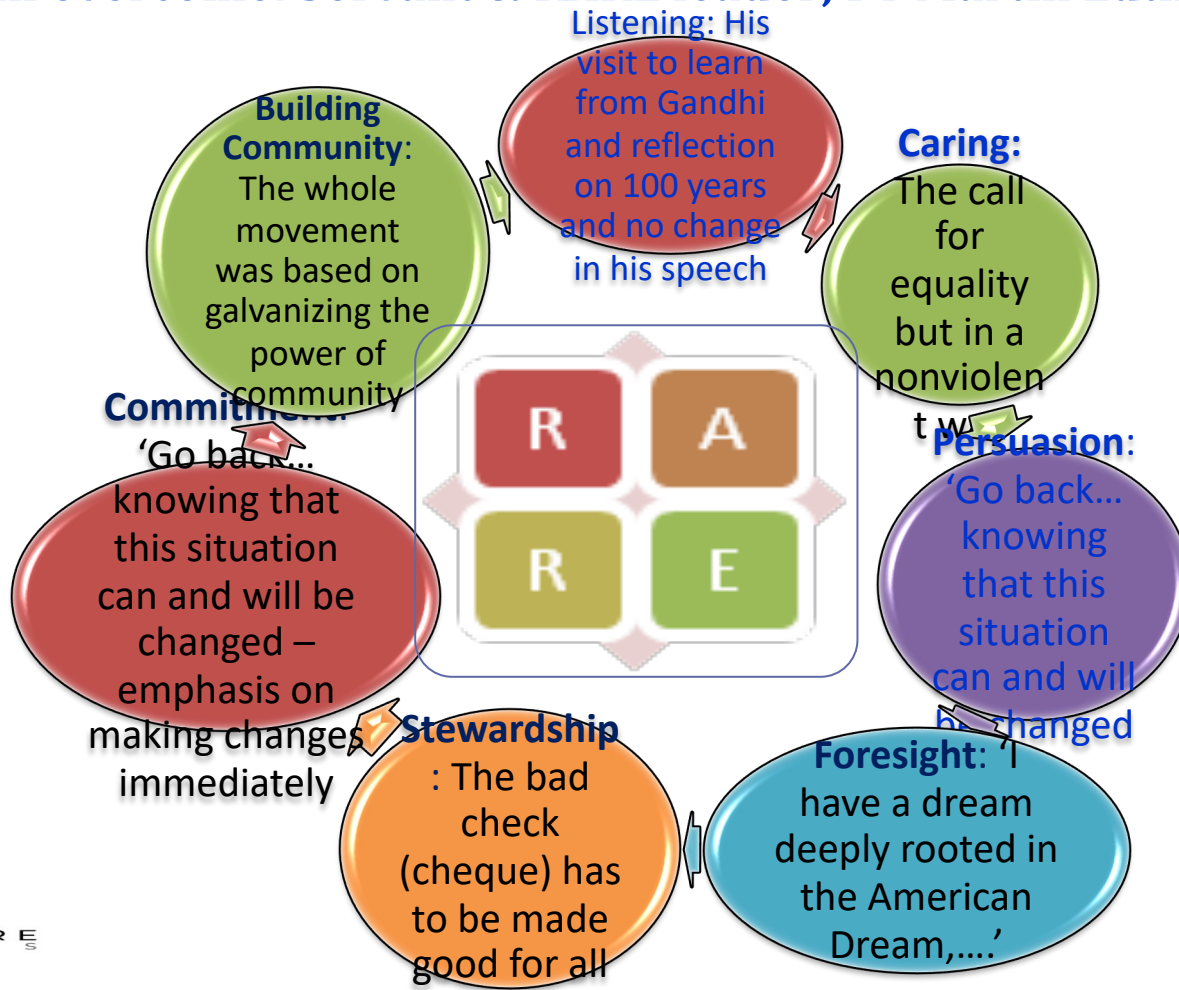 Listening: His
visit to learn
from Gandhi
and reflection
on 100 years
and no change
in his speech
Caring:
The call
for
equality
but in a
nonviolen
t w
Persuasion:
‘Go back…
knowing
that this
situation
can and will
be changed
Foresight: ‘I
have a dream
deeply rooted in
the American
Dream,….’
Stewardship
: The bad
check
(cheque) has
to be made
good for all
Commitment:
‘Go back…
knowing that
this situation
can and will be
changed –
emphasis on
making changes
immediately
Building
Community:
The whole
movement
was based on
galvanizing the
power of
community
R A
R E
R E
S